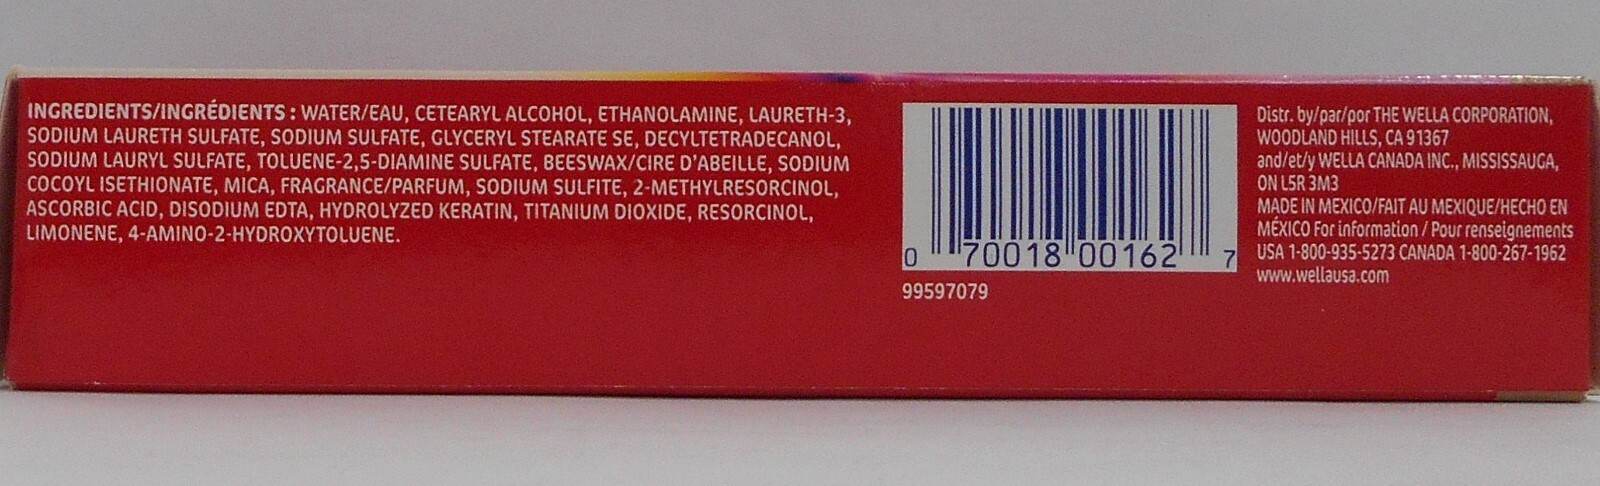 INGREDIENTS/INGRÉDIENTS : WATER/EAU, CETEARYL ALCOHOL, ETHANOLAMINE, LAURETH-3,
SODIUM LAURETH SULFATE, SODIUM SULFATE, GLYCERYL STEARATE SE, DECYLTETRADECANOL,
SODIUM LAURYL SULFATE, TOLUENE-2,5-DIAMINE SULFATE, BEESWAX/CIRE D'ABEILLE, SODIUM
COCOYL ISETHIONATE, MICA, FRAGRANCE/PARFUM, SODIUM SULFITE, 2-METHYLRESORCINOL,
ASCORBIC ACID, DISODIUM EDTA, HYDROLYZED KERATIN, TITANIUM DIOXIDE, RESORCINOL,
LIMONENE, 4-AMINO-2-HYDROXYTOLUENE.
0 70018 00162 7
99597079
Distr. by/par/por THE WELLA CORPORATION,
WOODLAND HILLS, CA 91367
and/et/y WELLA CANADA INC., MISSISSAUGA,
ON L5R 3M3
MADE IN MEXICO/FAIT AU MEXIQUE/HECHO EN
MÉXICO For information / Pour renseignements
USA 1-800-935-5273 CANADA 1-800-267-1962
www.wellausa.com